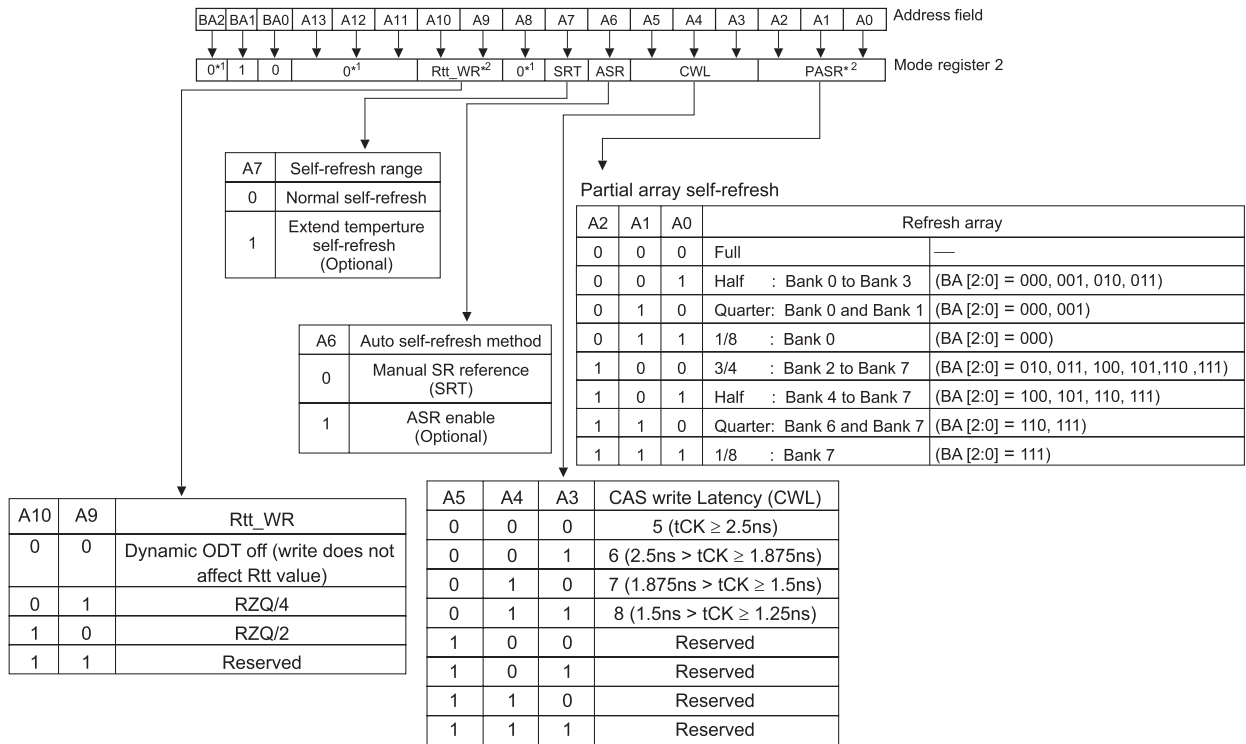 BA2 BA1 BA0 A13 A12 A11 A10 A9 A8 A7 A6 A5 A4 A3 A2 A1 A0 Address field
0*1 1 0 0*1 Rtt_WR*2 0*1 SRT ASR CWL PASR*2 Mode register 2
A7 Self-refresh range
0 Normal self-refresh
1 Extend temperture
self-refresh
(Optional)
Partial array self-refresh
A2 A1 A0 Refresh array
0 0 0 Full —
0 0 1 Half : Bank 0 to Bank 3 (BA [2:0] = 000, 001, 010, 011)
0 1 0 Quarter: Bank 0 and Bank 1 (BA [2:0] = 000, 001)
0 1 1 1/8 : Bank 0 (BA [2:0] = 000)
1 0 0 3/4 : Bank 2 to Bank 7 (BA [2:0] = 010, 011, 100, 101,110 ,111)
1 0 1 Half : Bank 4 to Bank 7 (BA [2:0] = 100, 101, 110, 111)
1 1 0 Quarter: Bank 6 and Bank 7 (BA [2:0] = 110, 111)
1 1 1 1/8 : Bank 7 (BA [2:0] = 111)
A6 Auto self-refresh method
0 Manual SR reference
(SRT)
1 ASR enable
(Optional)
A10 A9 Rtt_WR
0 0 Dynamic ODT off (write does not
affect Rtt value)
0 1 RZQ/4
1 0 RZQ/2
1 1 Reserved
A5 A4 A3 CAS write Latency (CWL)
0 0 0 5 (tCK ≥ 2.5ns)
0 0 1 6 (2.5ns > tCK ≥ 1.875ns)
0 1 0 7 (1.875ns > tCK ≥ 1.5ns)
0 1 1 8 (1.5ns > tCK ≥ 1.25ns)
1 0 0 Reserved
1 0 1 Reserved
1 1 0 Reserved
1 1 1 Reserved